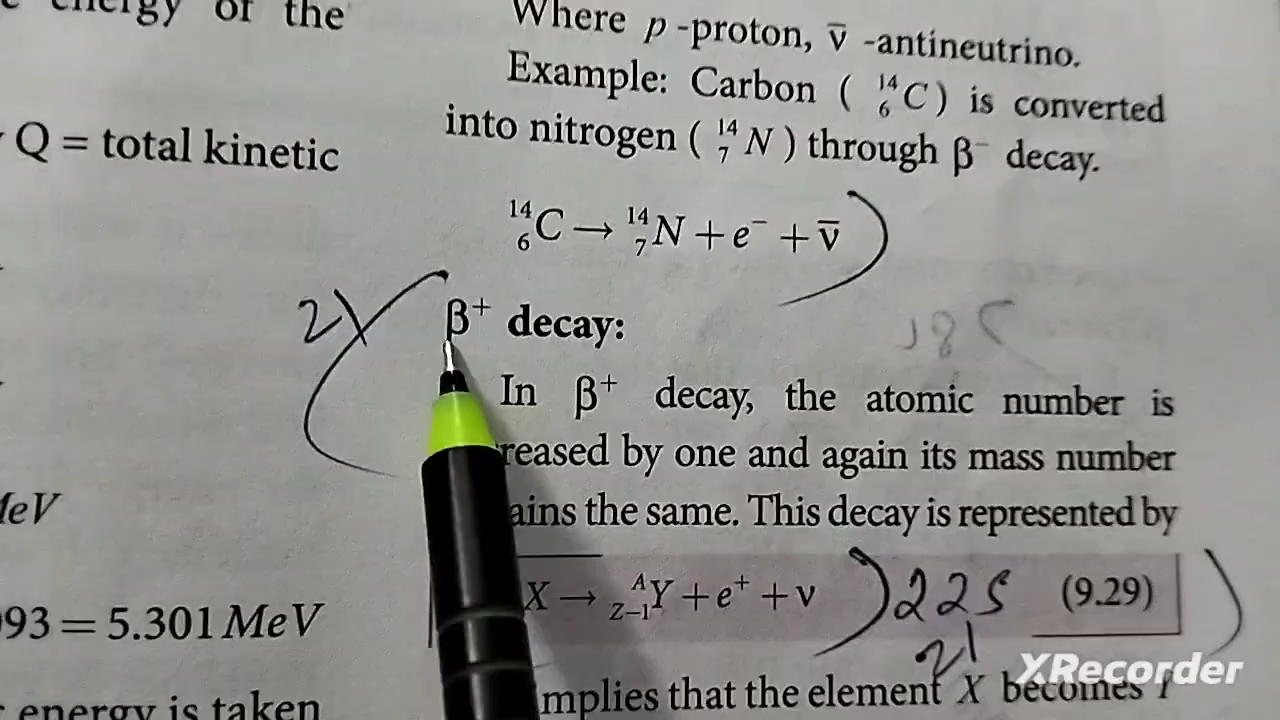 energy of the
Q = total kinetic
MeV
93 = 5.301 MeV
energy is taken
Where p -proton, ν̄ -antineutrino.
Example: Carbon ( ¹⁴₆C ) is converted
into nitrogen ( ¹⁴₇N ) through β⁻ decay.
¹⁴₆C → ¹⁴₇N + e⁻ + ν̄
2X
β⁺ decay:
In β⁺ decay, the atomic number is
reased by one and again its mass number
ains the same. This decay is represented by
X → ᴬ_Z−1Y + e⁺ + ν
225
(9.29)
21
mplies that the element X becomes Y
XRecorder